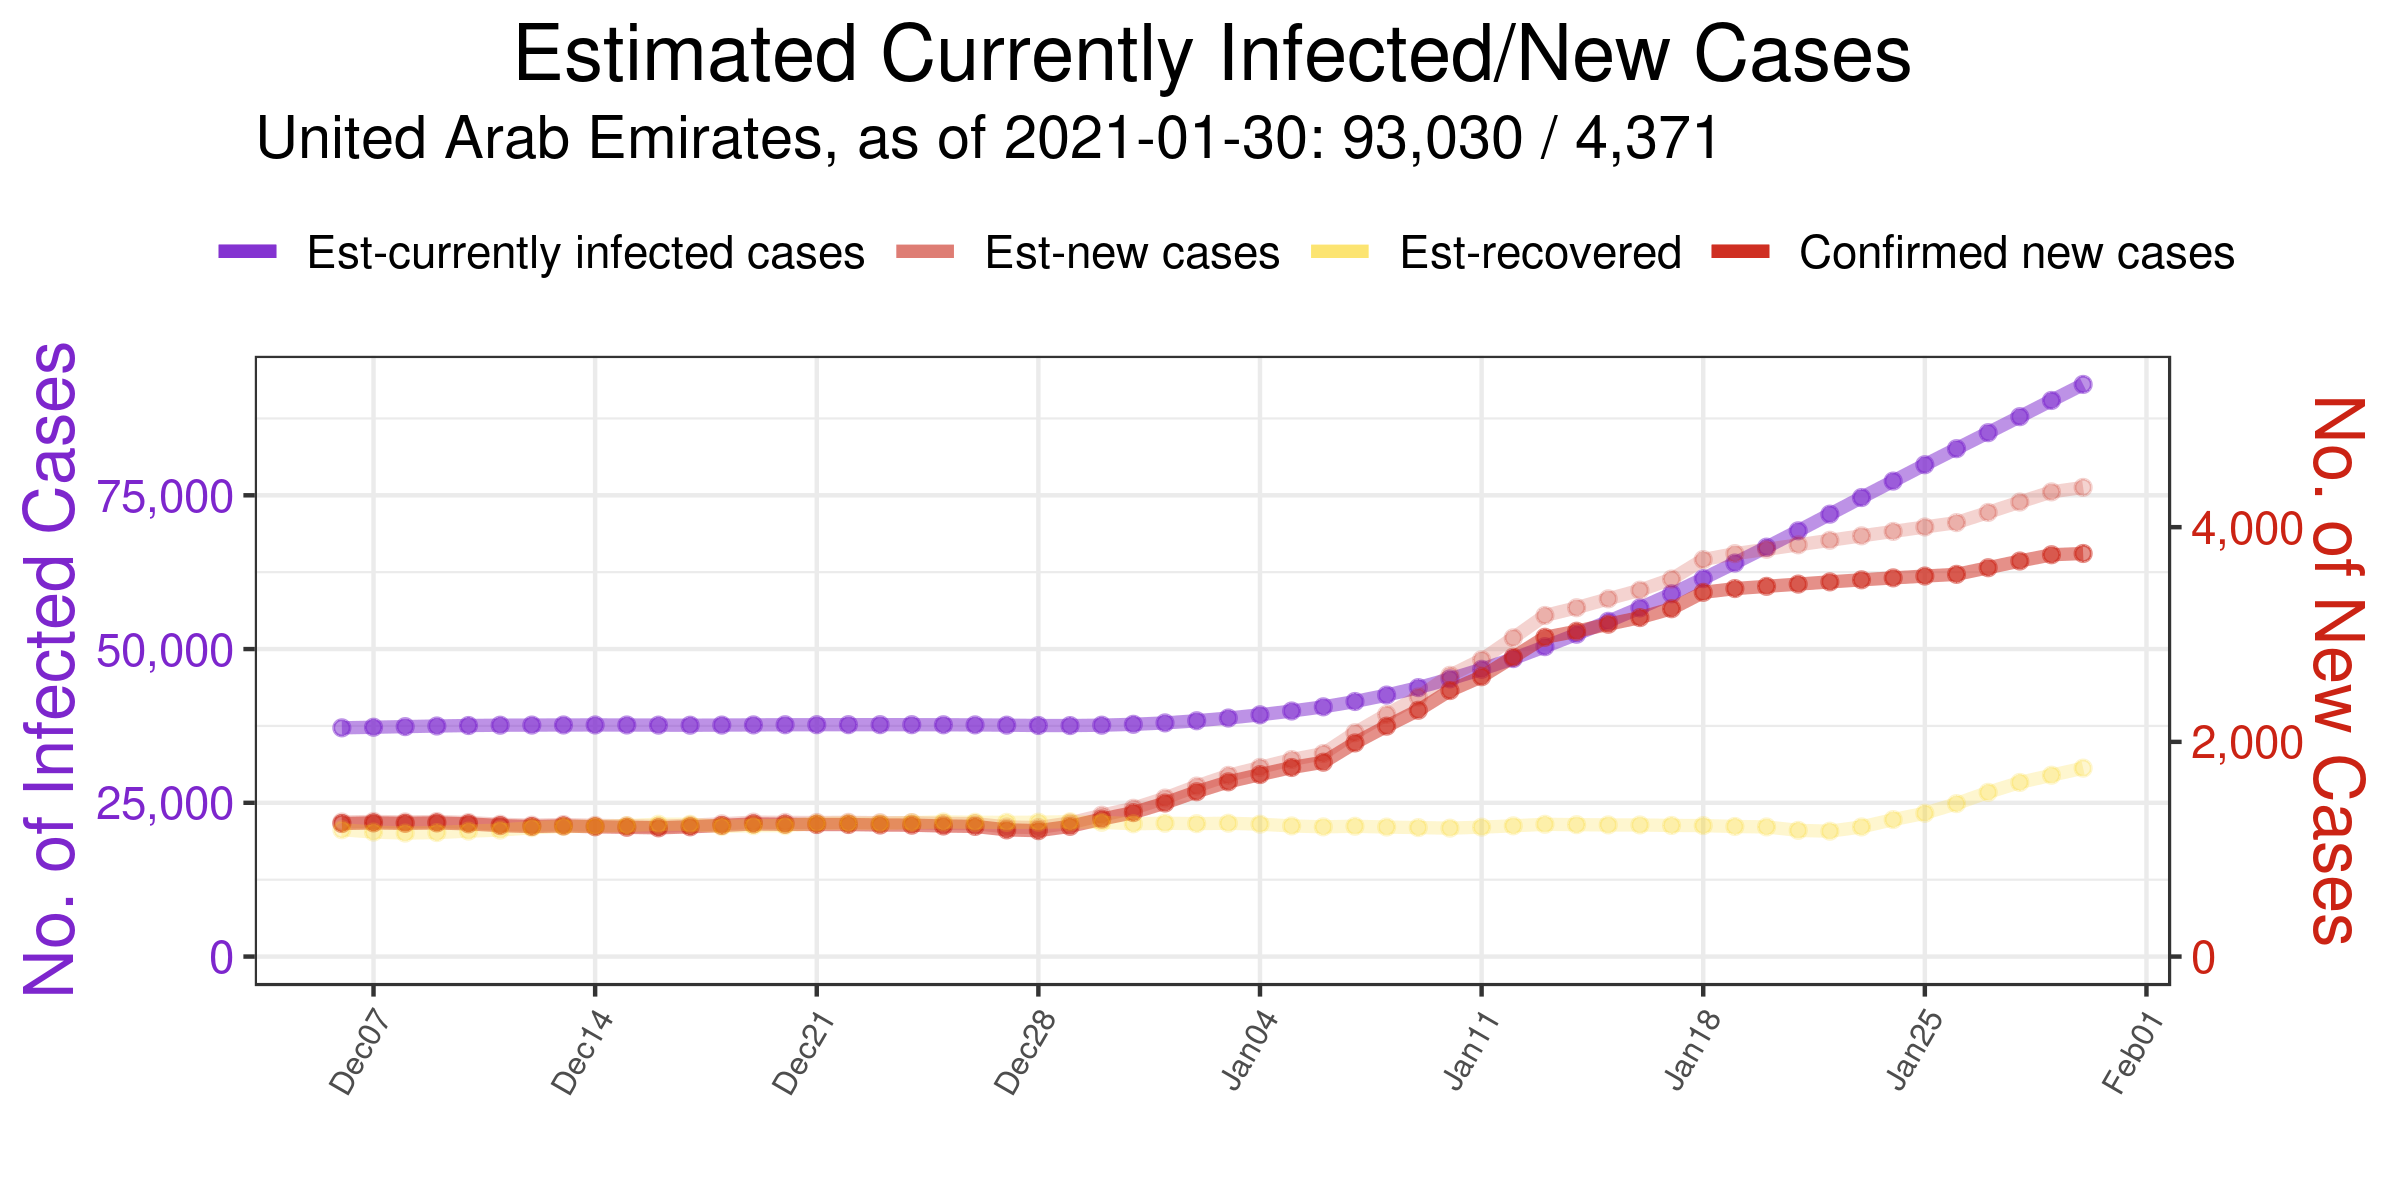 Estimated Currently Infected/New Cases
United Arab Emirates, as of 2021-01-30: 93,030 / 4,371
Est-currently infected cases Est-new cases Est-recovered Confirmed new cases
No. of Infected Cases
75,000
50,000
25,000
0
4,000
2,000
0
No. of New Cases
Dec07 Dec14 Dec21 Dec28 Jan04 Jan11 Jan18 Jan25 Feb01